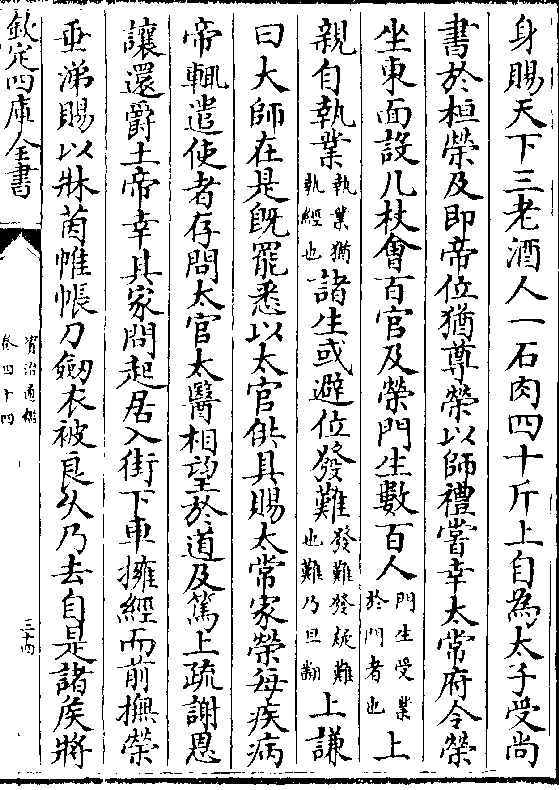 身賜天下三老酒人一石肉四十斤上自為太子受尚
書於桓榮及即帝位猶尊榮以師禮嘗幸太常府令榮
坐東面設几杖會百官及榮門生數百人門生受業於門者也上
親自執業執業猶執經也諸生或避位發難發難發疑難也難乃旦翻上謙
曰大師在是既罷悉以太官供具賜太常家榮每疾病
帝輒遣使者存問太官太醫相望於道及篤上疏謝恩
讓還爵土帝幸其家問起居入街下車擁經而前撫榮
垂涕賜以牀茵帷帳刀劒衣被良久乃去自是諸侯將
欽定四庫全書
資治通鑑
卷四十四
三十四